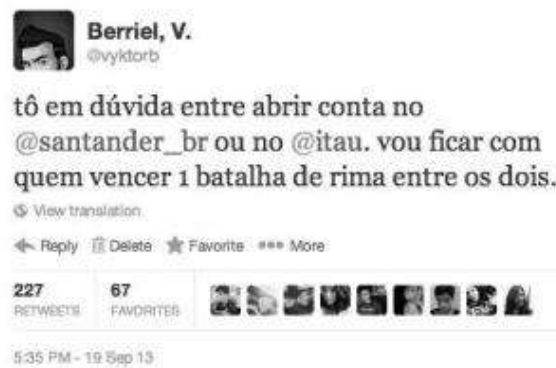 Berriel, V.
@vyktorb
tô em dúvida entre abrir conta no
@santander_br ou no @itau. vou ficar com
quem vencer 1 batalha de rima entre os dois.
View translation
Reply Delete Favorite More
227 67
RETWEETS FAVORITES
5:35 PM - 19 Sep 13